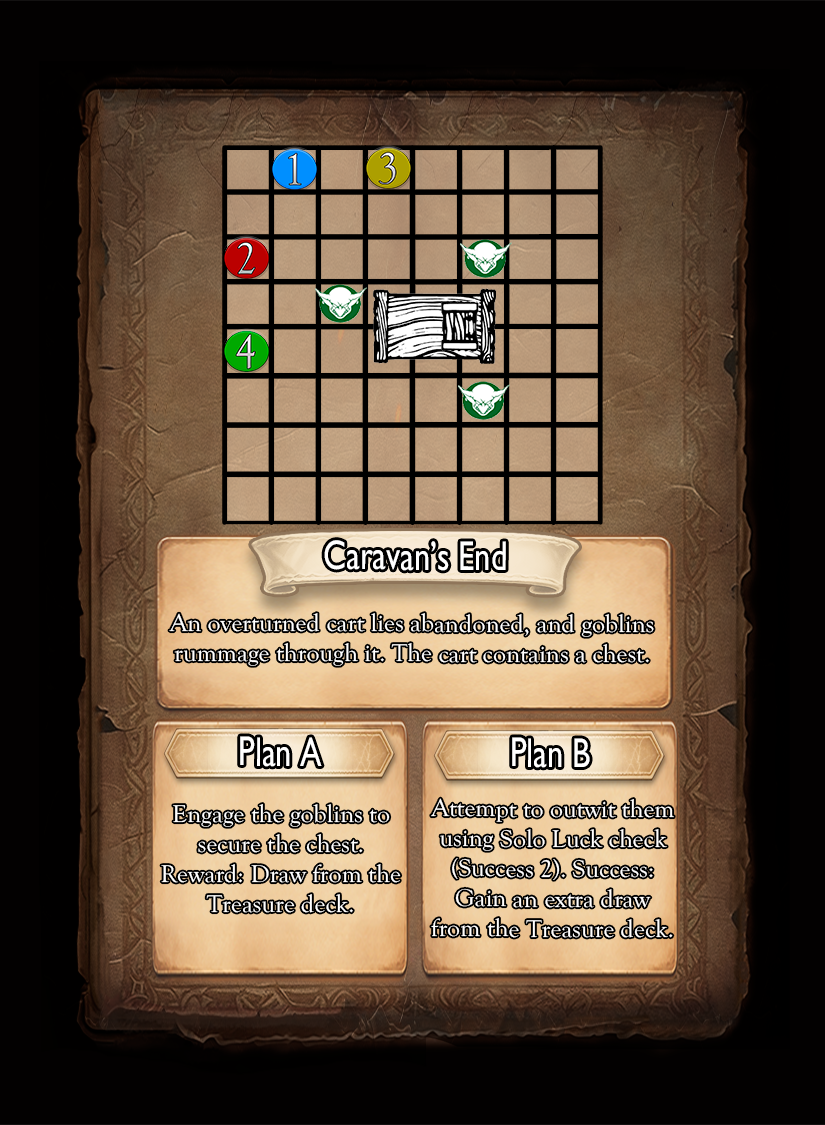 1 3
2
4
Caravan's End
An overturned cart lies abandoned, and goblins
rummage through it. The cart contains a chest.
Plan A
Engage the goblins to
secure the chest.
Reward: Draw from the
Treasure deck.
Plan B
Attempt to outwit them
using Solo Luck check
(Success 2). Success:
Gain an extra draw
from the Treasure deck.